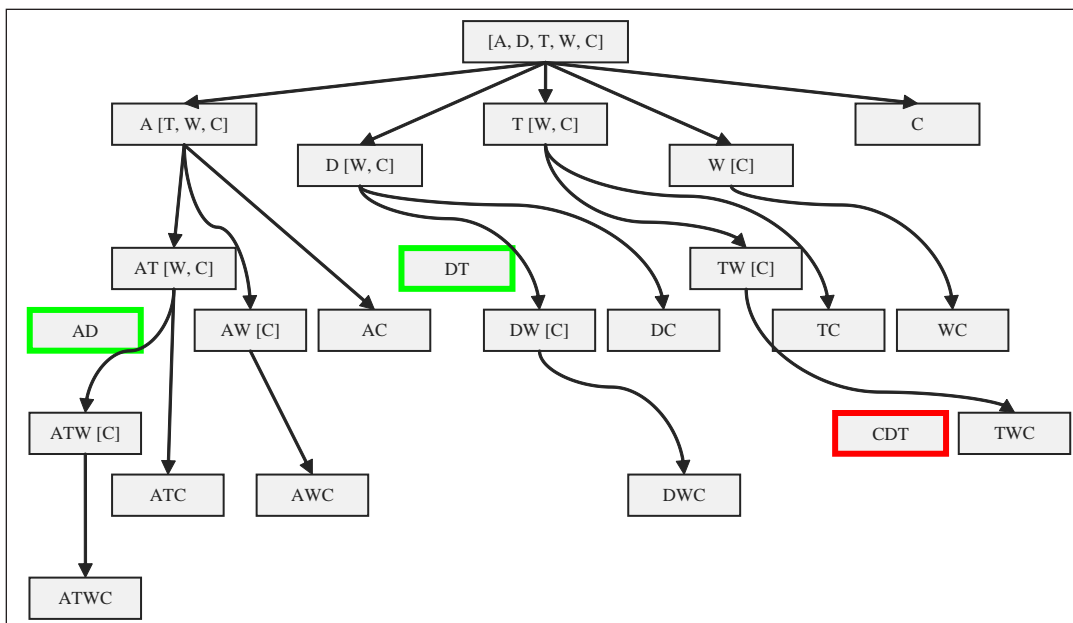 [A, D, T, W, C]
A [T, W, C]
T [W, C]
C
D [W, C]
W [C]
AT [W, C]
DT
TW [C]
AD
AW [C]
AC
DW [C]
DC
TC
WC
ATW [C]
CDT
TWC
ATC
AWC
DWC
ATWC